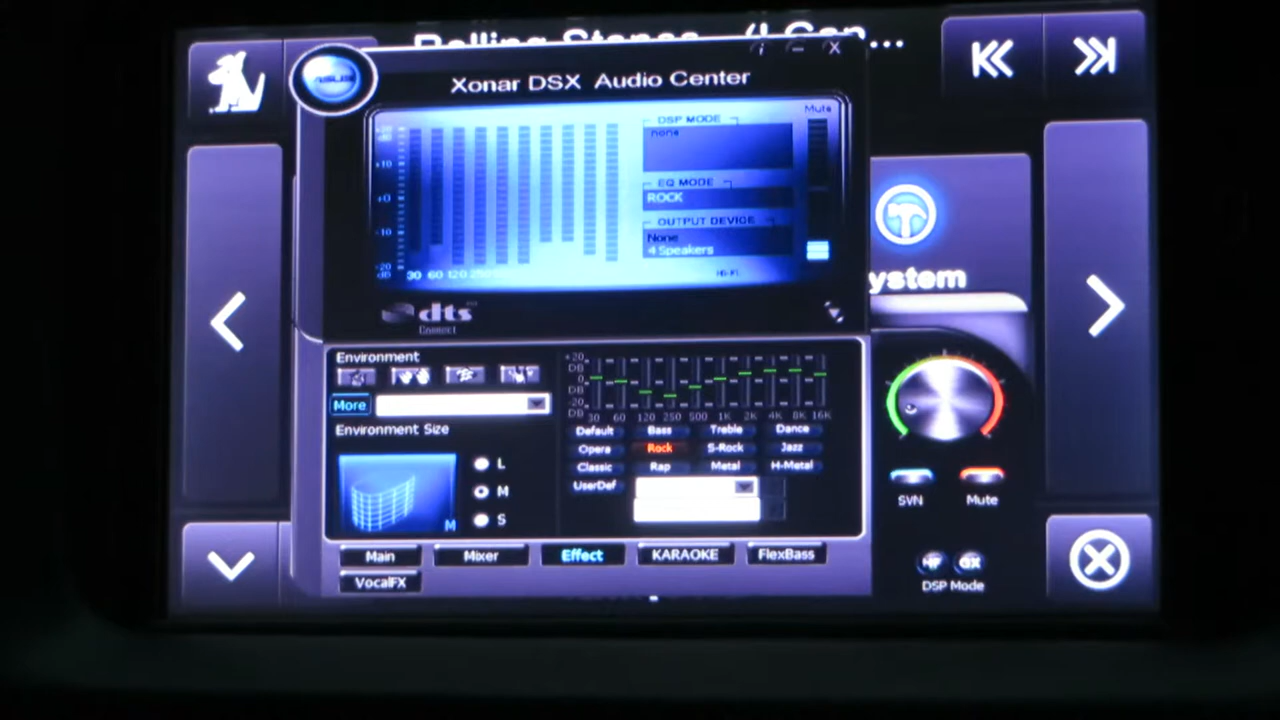 Rolling Stones - (I Can...
i - X
ASUS
Xonar DSX Audio Center
Mute
+20
dB
+10
+0
-10
-20
dB
30 60 120 250
DSP MODE
none
EQ MODE
ROCK
OUTPUT DEVICE
None
4 Speakers
HI-FI
dts
Connect
ystem
Environment
More
Environment Size
L
M
S
M
+20
DB
0
DB
-20
DB
30 60 120 250 500 1K 2K 4K 8K 16K
Default Bass Treble Dance
Opera Rock S-Rock Jazz
Classic Rap Metal H-Metal
UserDef
Main Mixer Effect KARAOKE FlexBass
VocalFX
SVN Mute
HF GX
DSP Mode